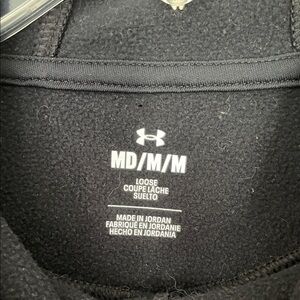 MD/M/M
LOOSE
COUPE LÂCHE
SUELTO
MADE IN JORDAN
FABRIQUÉ EN JORDANIE
HECHO EN JORDANIA